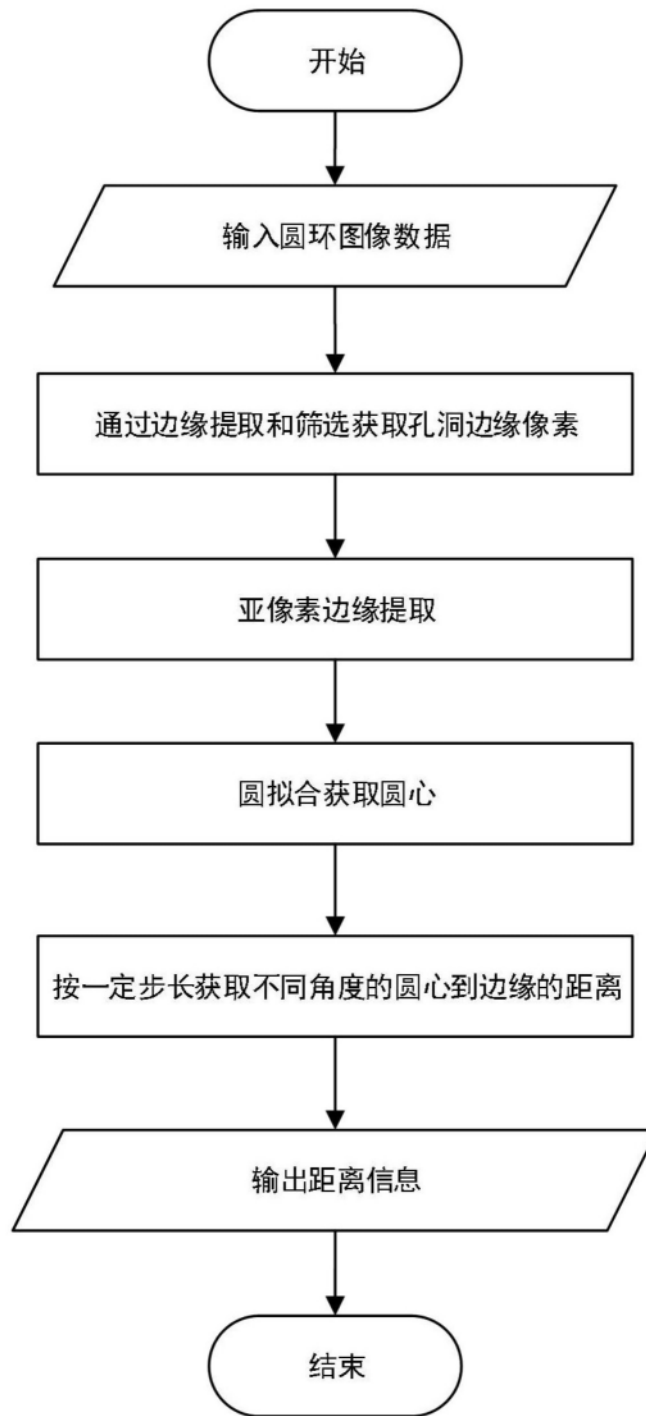 开始
输入圆环图像数据
通过边缘提取和筛选获取孔洞边缘像素
亚像素边缘提取
圆拟合获取圆心
按一定步长获取不同角度的圆心到边缘的距离
输出距离信息
结束